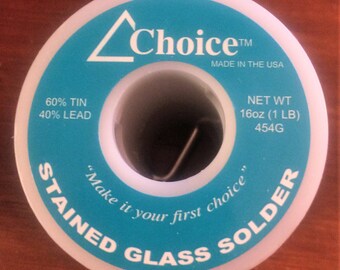 Choice™
MADE IN THE USA
60% TIN
40% LEAD
NET WT
16oz (1 LB)
454G
"Make it your first choice"
STAINED GLASS SOLDER